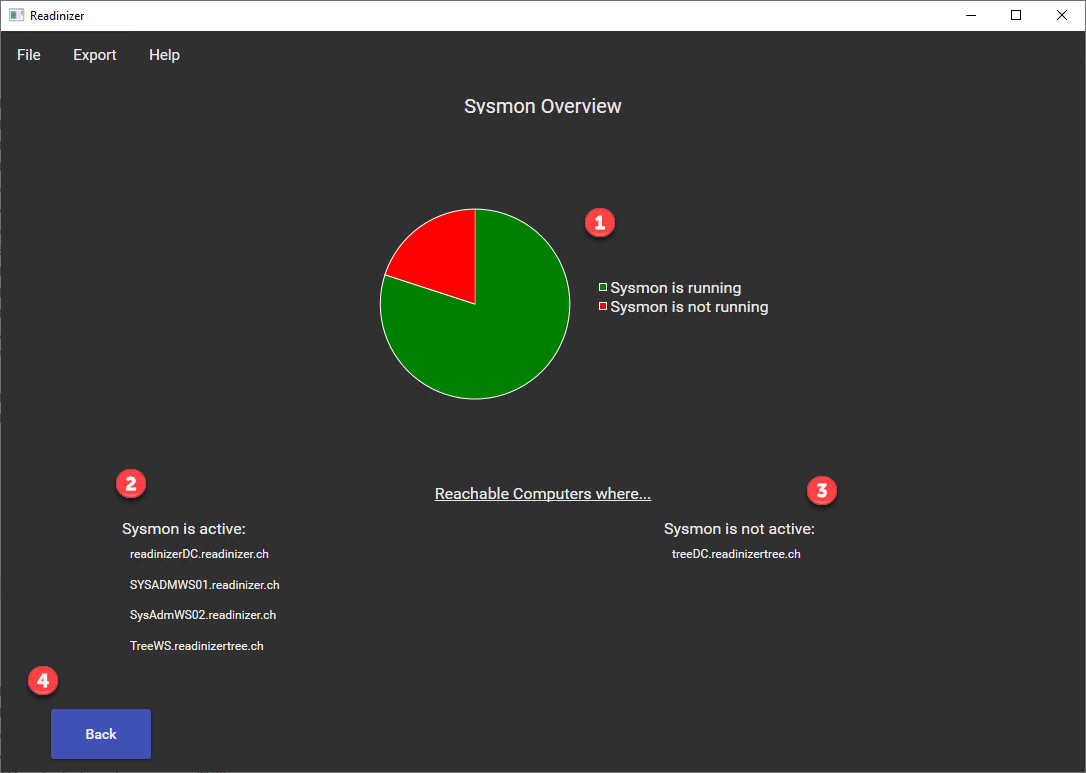 Readinizer
File Export Help
Sysmon Overview
1
Sysmon is running
Sysmon is not running
2
3
Reachable Computers where...
Sysmon is active:
readinizerDC.readinizer.ch
SYSADMWS01.readinizer.ch
SysAdmWS02.readinizer.ch
TreeWS.readinizertree.ch
Sysmon is not active:
treeDC.readinizertree.ch
4
Back